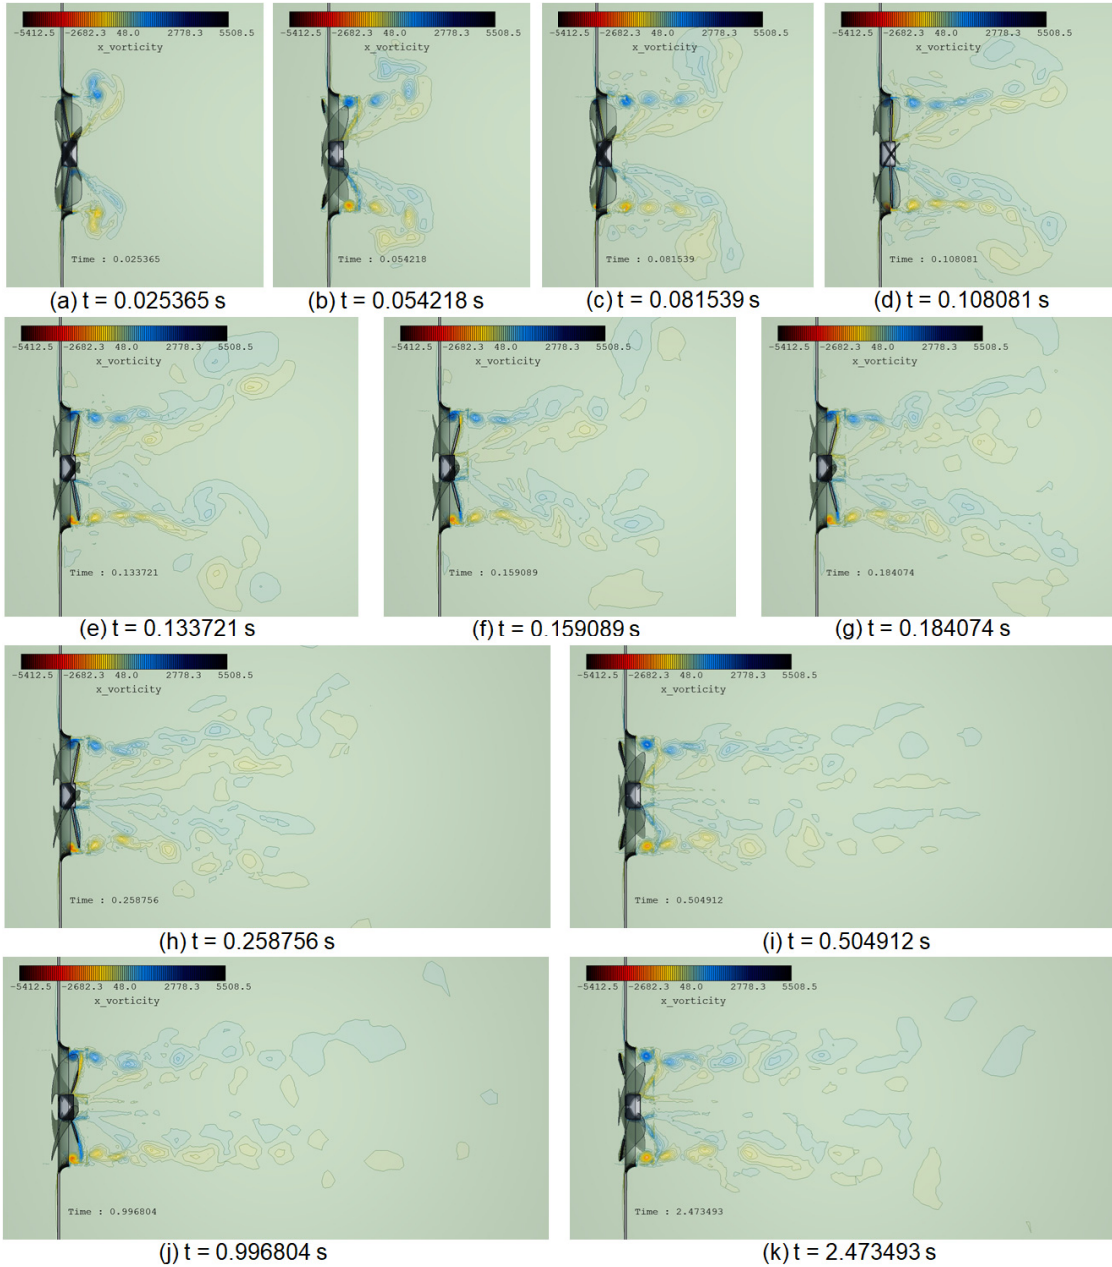 -5412.5 -2682.3 48.0 2778.3 5508.5
x_vorticity
Time : 0.025365
(a) t = 0.025365 s
-5412.5 -2682.3 48.0 2778.3 5508.5
x_vorticity
Time : 0.054218
(b) t = 0.054218 s
-5412.5 -2682.3 48.0 2778.3 5508.5
x_vorticity
Time : 0.081539
(c) t = 0.081539 s
-5412.5 -2682.3 48.0 2778.3 5508.5
x_vorticity
Time : 0.108081
(d) t = 0.108081 s
-5412.5 -2682.3 48.0 2778.3 5508.5
x_vorticity
Time : 0.133721
(e) t = 0.133721 s
-5412.5 -2682.3 48.0 2778.3 5508.5
x_vorticity
Time : 0.159089
(f) t = 0.159089 s
-5412.5 -2682.3 48.0 2778.3 5508.5
x_vorticity
Time : 0.184074
(g) t = 0.184074 s
-5412.5 -2682.3 48.0 2778.3 5508.5
x_vorticity
Time : 0.258756
(h) t = 0.258756 s
-5412.5 -2682.3 48.0 2778.3 5508.5
x_vorticity
Time : 0.504912
(i) t = 0.504912 s
-5412.5 -2682.3 48.0 2778.3 5508.5
x_vorticity
Time : 0.996804
(j) t = 0.996804 s
-5412.5 -2682.3 48.0 2778.3 5508.5
x_vorticity
Time : 2.473493
(k) t = 2.473493 s